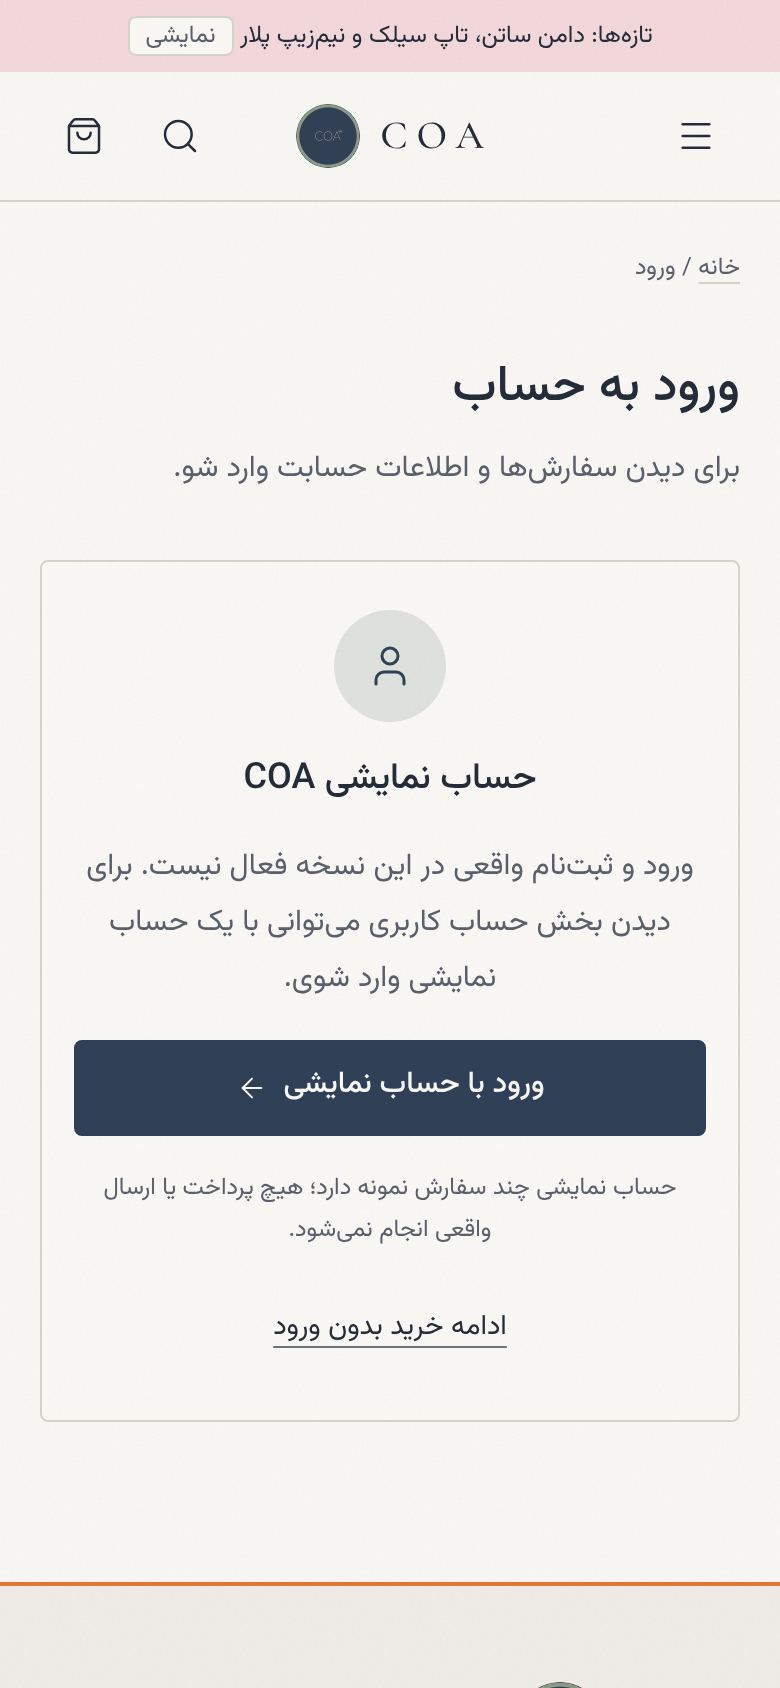 تازه‌ها: دامن ساتن، تاپ سیلک و نیم‌زیپ پلار نمایشی
COA COA
خانه / ورود
ورود به حساب
برای دیدن سفارش‌ها و اطلاعات حسابت وارد شو.
حساب نمایشی COA
ورود و ثبت‌نام واقعی در این نسخه فعال نیست. برای
دیدن بخش حساب کاربری می‌توانی با یک حساب
نمایشی وارد شوی.
ورود با حساب نمایشی ←
حساب نمایشی چند سفارش نمونه دارد؛ هیچ پرداخت یا ارسال
واقعی انجام نمی‌شود.
ادامه خرید بدون ورود